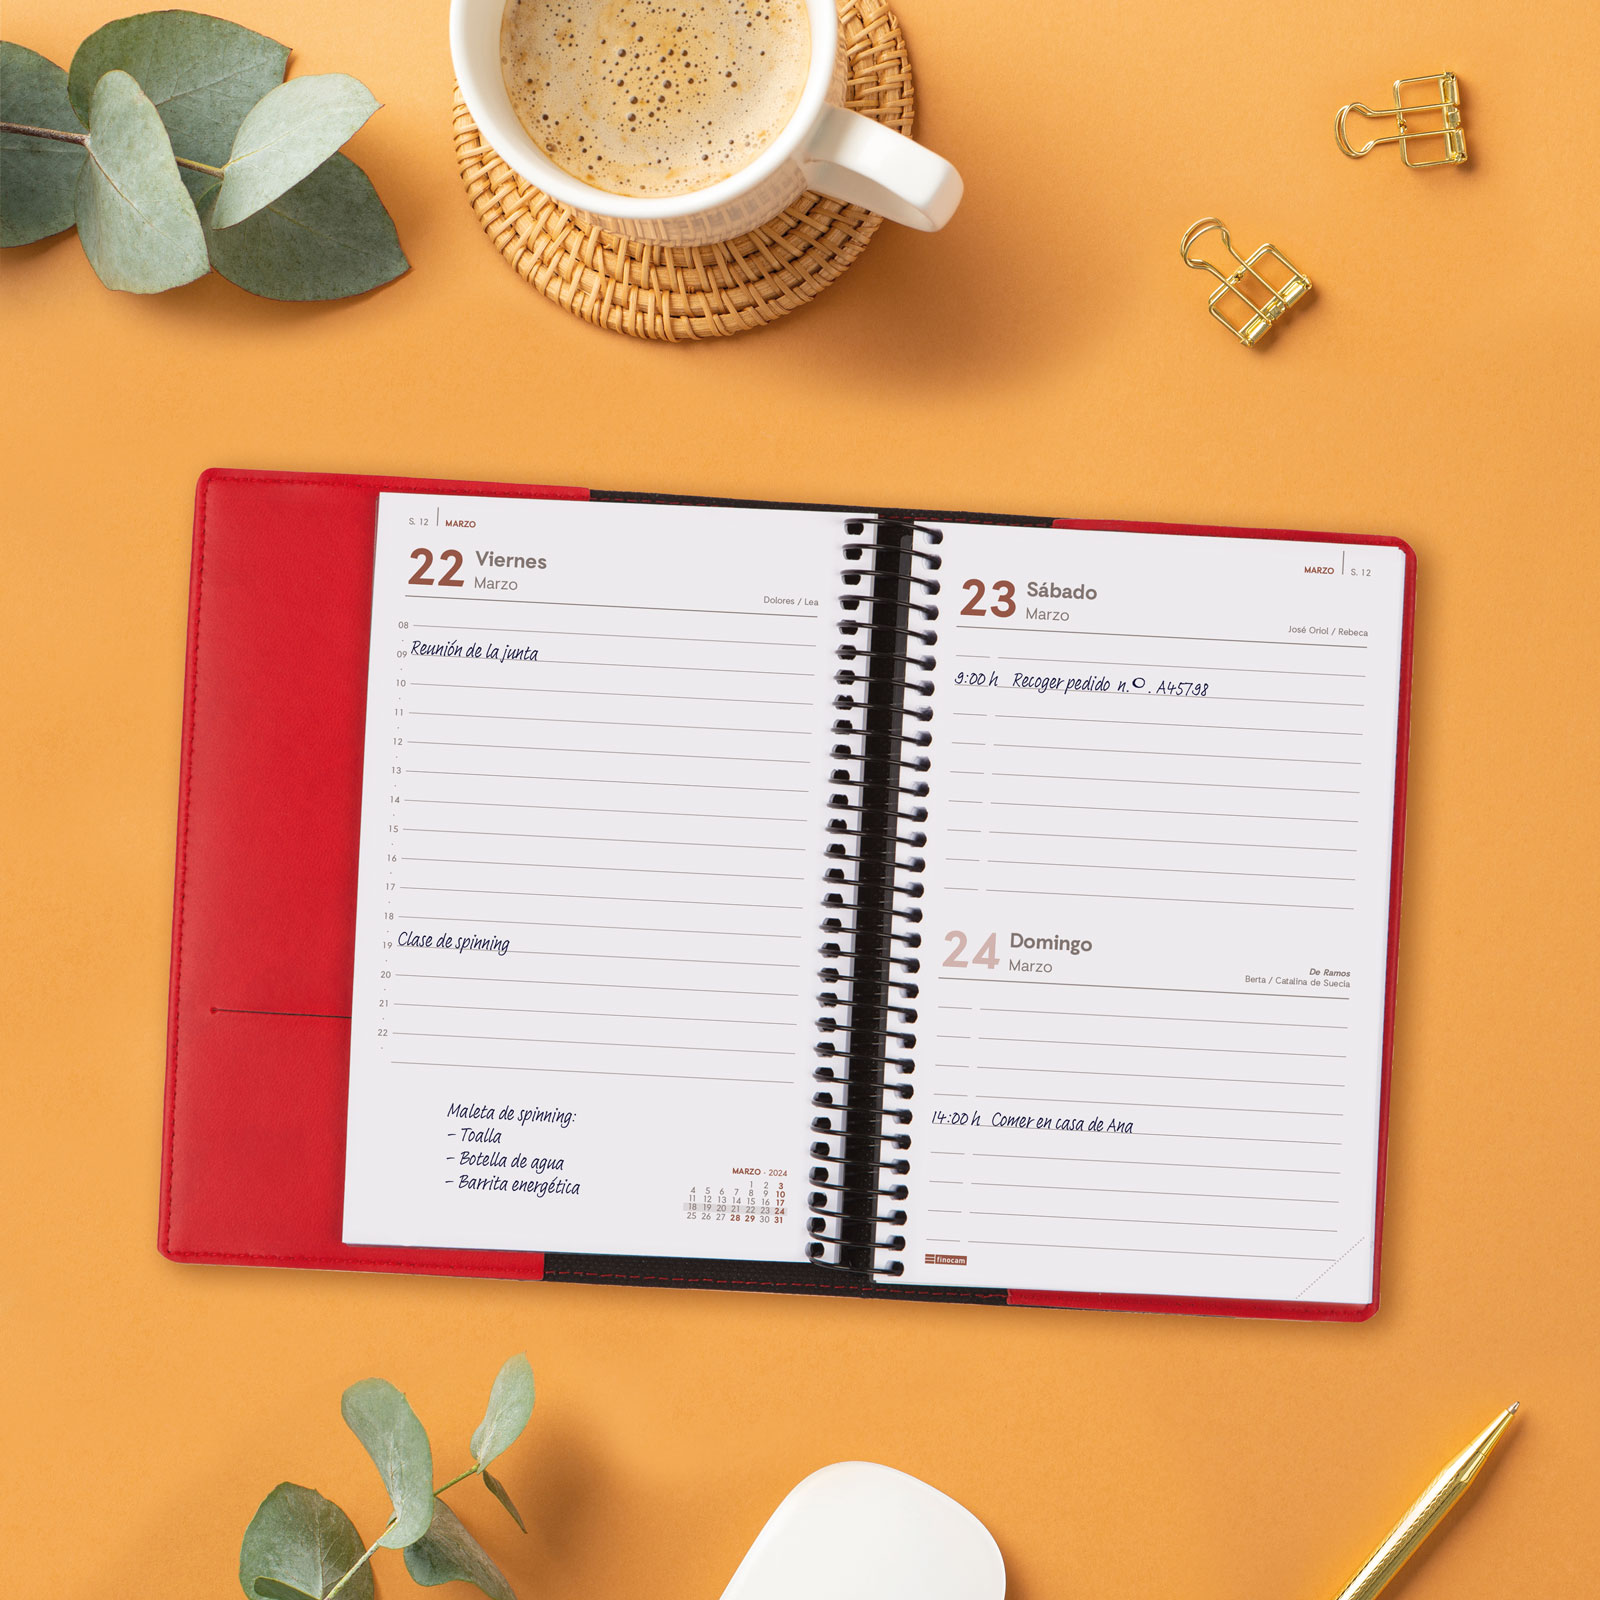 S. 12 | MARZO
22 Viernes
Marzo
Dolores / Lea
08
09 Reunión de la junta
10
11
12
13
14
15
16
17
18
19 Clase de spinning
20
21
22
Maleta de spinning:
- Toalla
- Botella de agua
- Barrita energética
MARZO · 2024
1 2 3
4 5 6 7 8 9 10
11 12 13 14 15 16 17
18 19 20 21 22 23 24
25 26 27 28 29 30 31
MARZO | S. 12
23 Sábado
Marzo
José Oriol / Rebeca
9:00 h Recoger pedido n.º. A45798
24 Domingo
Marzo
De Ramos
Berta / Catalina de Suecia
14:00 h Comer en casa de Ana
finocam